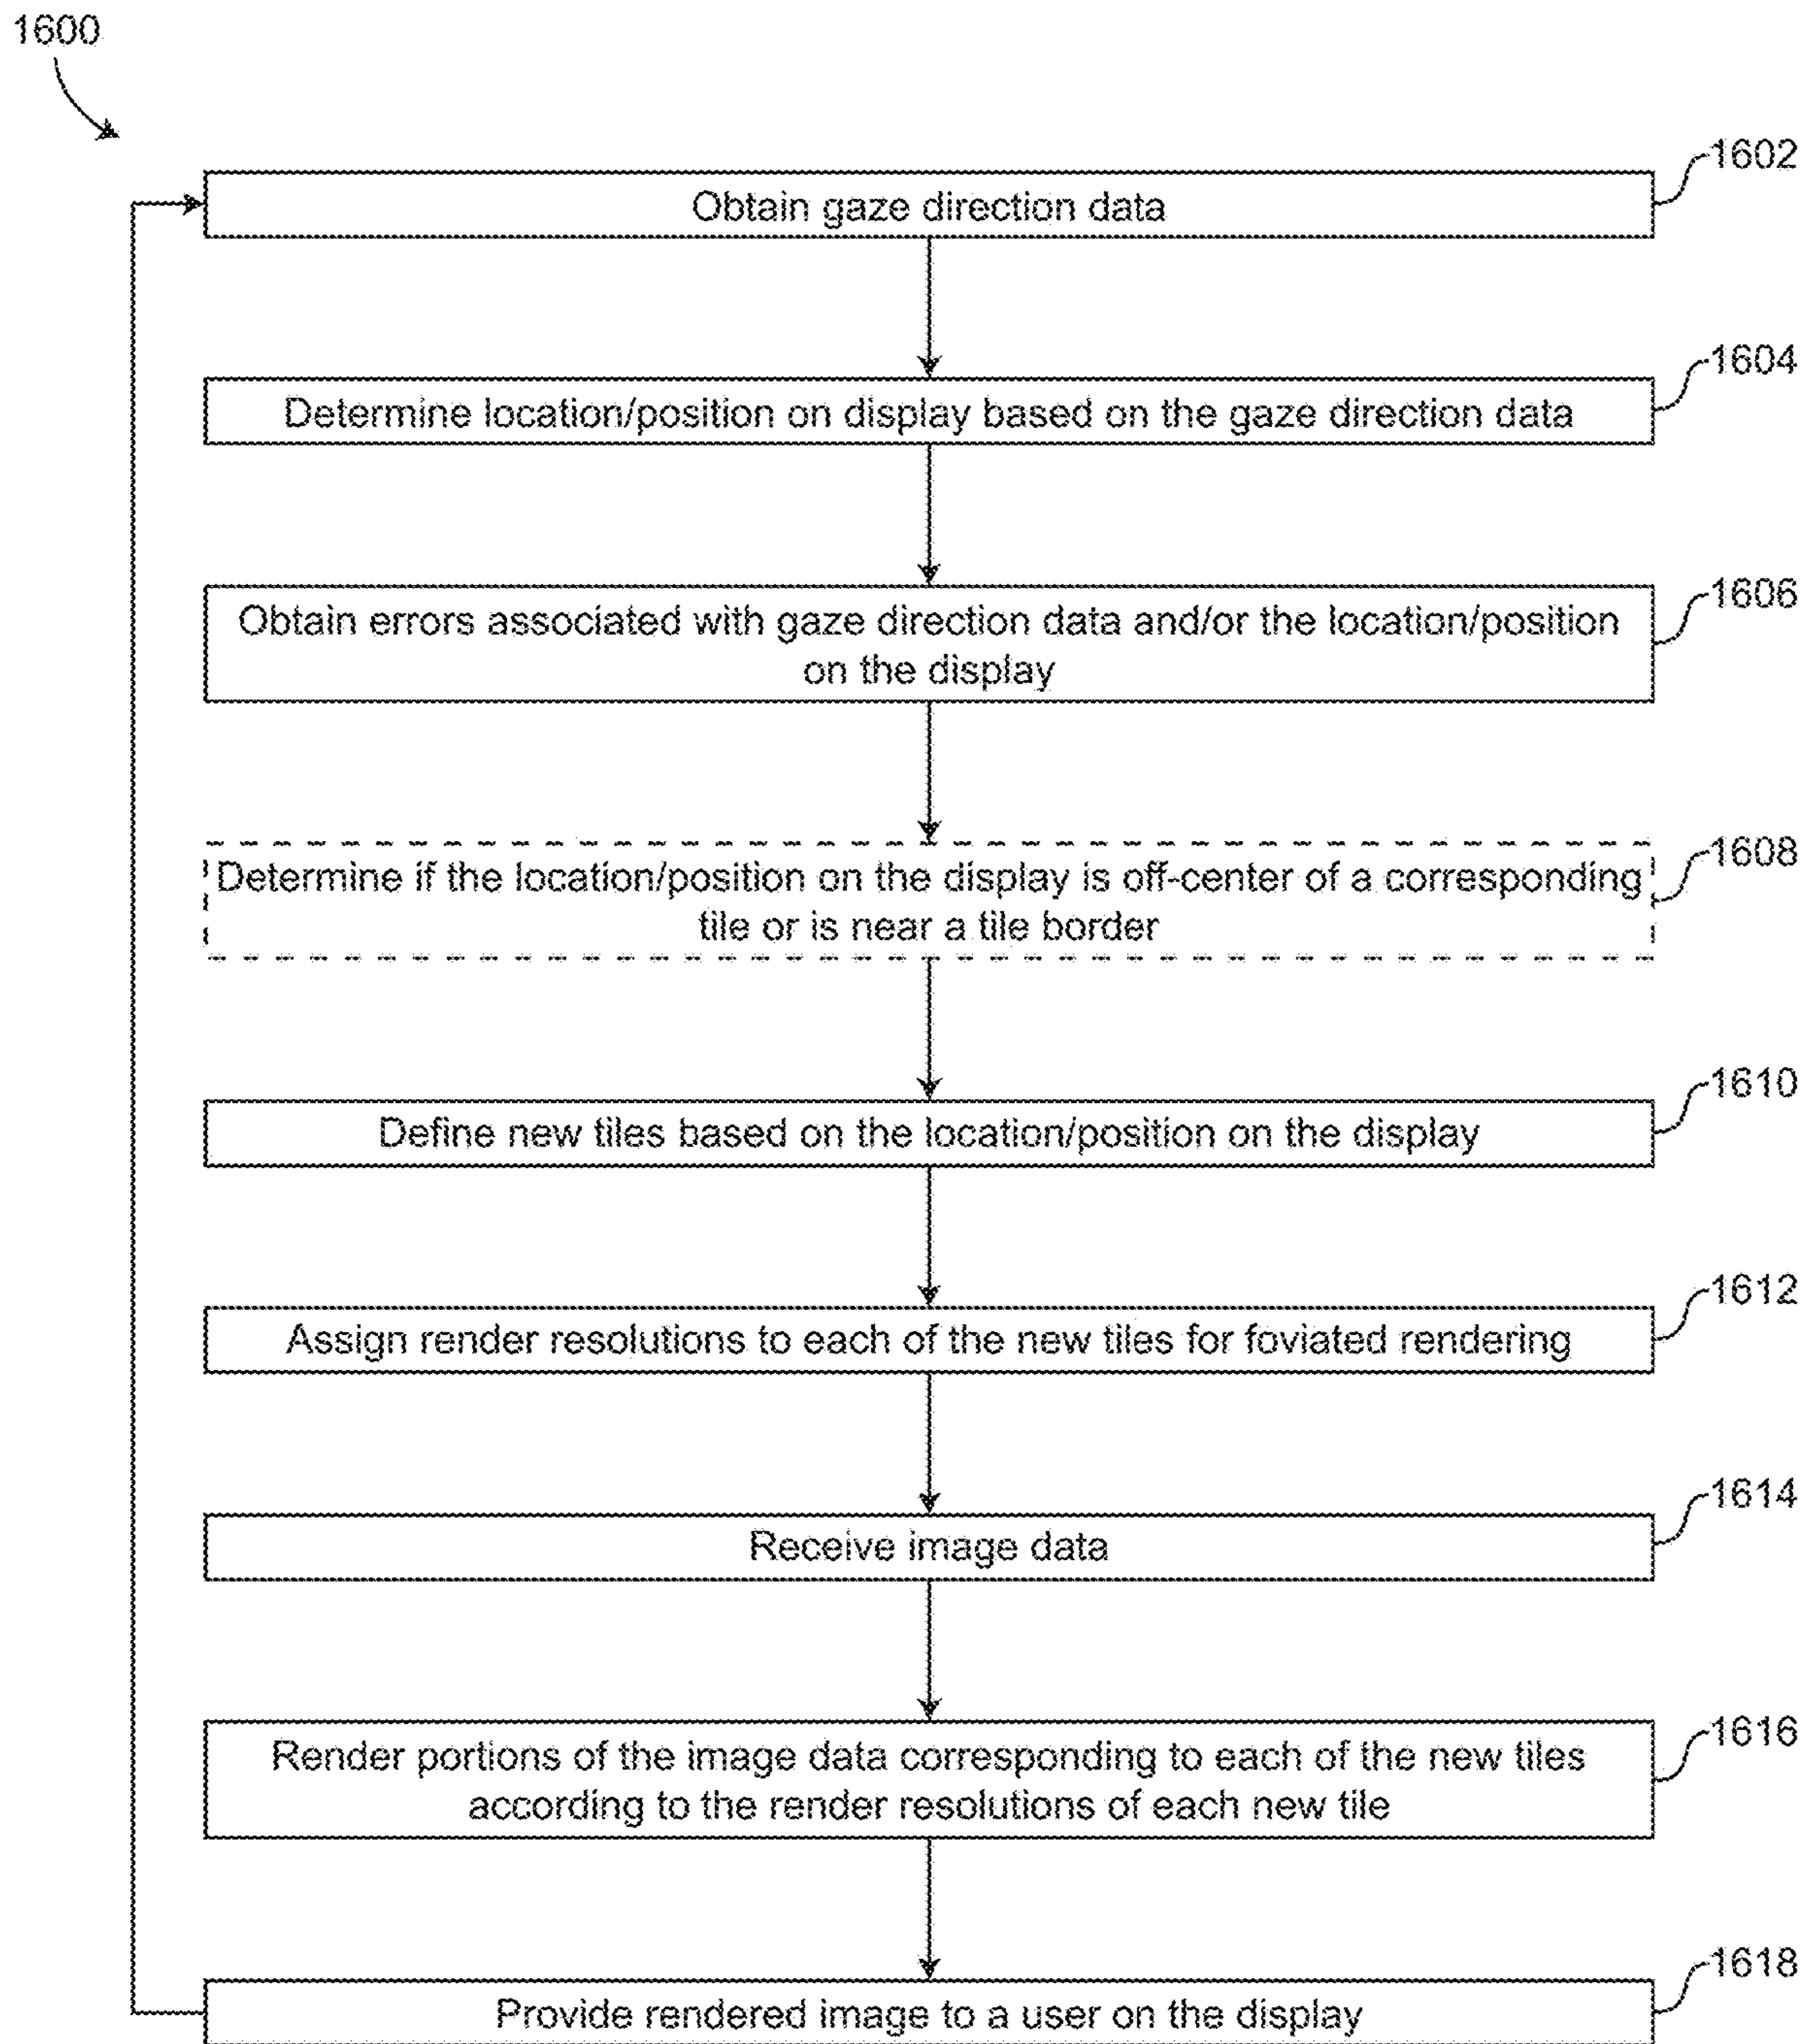 1600
1602
Obtain gaze direction data
1604
Determine location/position on display based on the gaze direction data
1606
Obtain errors associated with gaze direction data and/or the location/position
on the display
1608
Determine if the location/position on the display is off-center of a corresponding
tile or is near a tile border
1610
Define new tiles based on the location/position on the display
1612
Assign render resolutions to each of the new tiles for foviated rendering
1614
Receive image data
1616
Render portions of the image data corresponding to each of the new tiles
according to the render resolutions of each new tile
1618
Provide rendered image to a user on the display